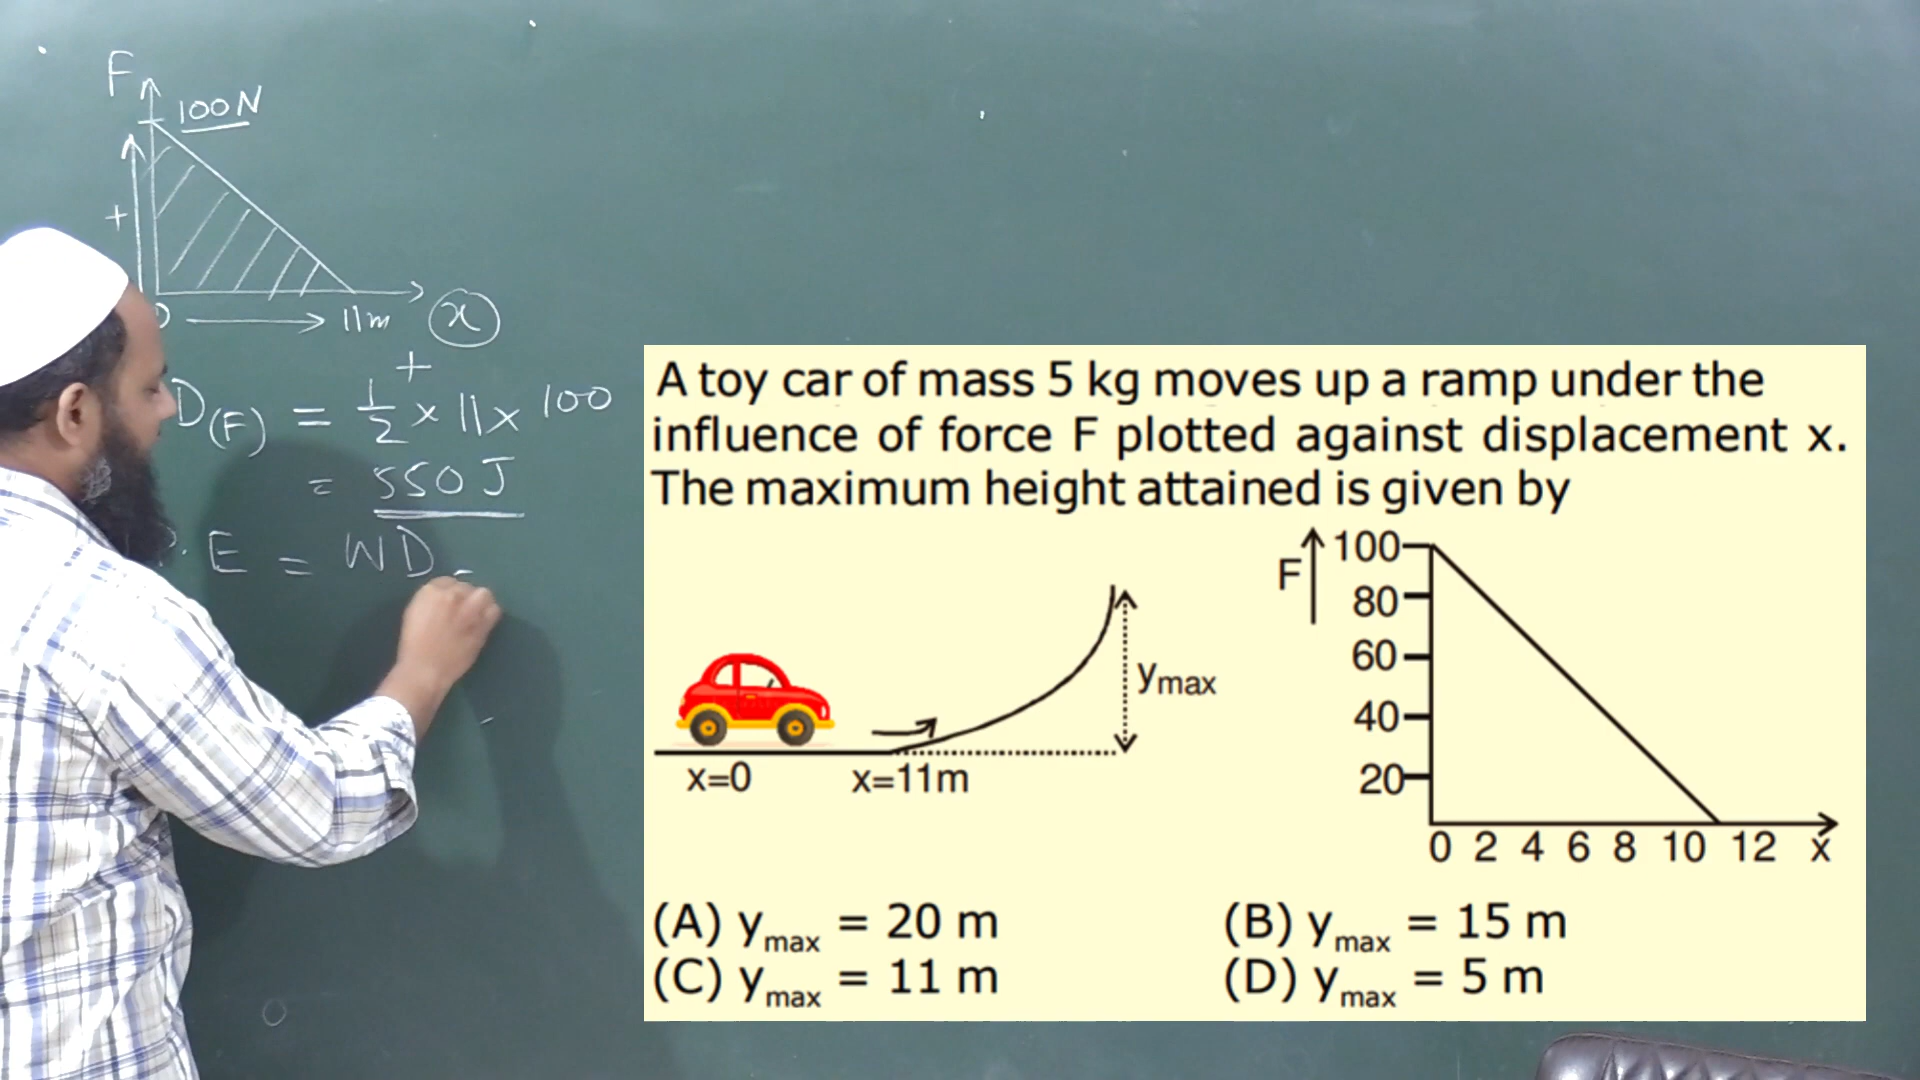 F
100N
+
11m x
+
D(F) = 1/2 × 11 × 100
= 550 J
P.E = WD
A toy car of mass 5 kg moves up a ramp under the
influence of force F plotted against displacement x.
The maximum height attained is given by
F
100
80
60
40
20
0 2 4 6 8 10 12 x
ymax
x=0 x=11m
(A) ymax = 20 m (B) ymax = 15 m
(C) ymax = 11 m (D) ymax = 5 m